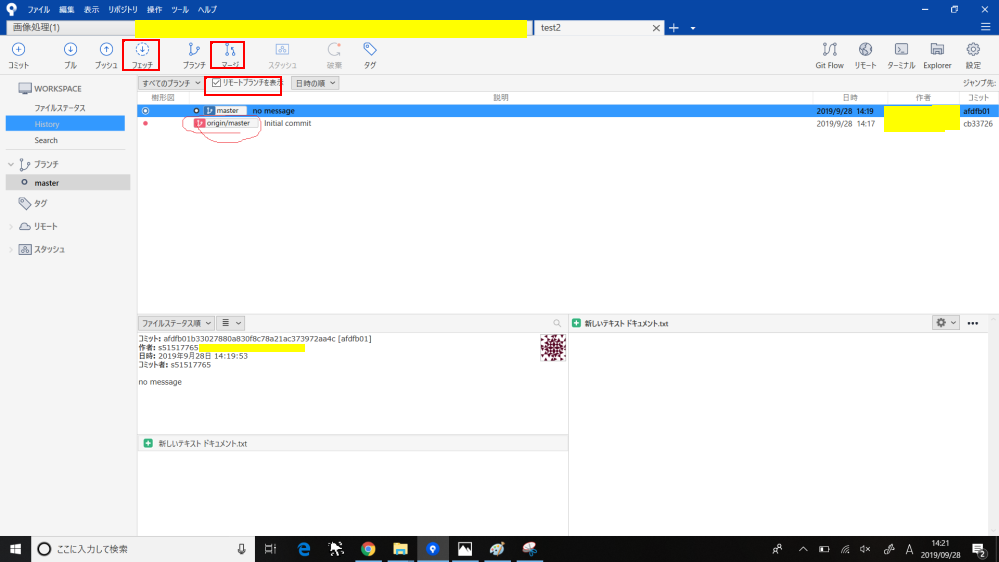 ファイル 編集 表示 リポジトリ 操作 ツール ヘルプ
画像処理(1)
test2
コミット プル プッシュ フェッチ ブランチ マージ スタッシュ 破棄 タグ Git Flow リモート ターミナル Explorer 設定
すべてのブランチ リモートブランチを表示 日時の順 ジャンプ先:
樹形図 説明 日時 作者 コミット
master no message 2019/9/28 14:19 afdfb01
origin/master Initial commit 2019/9/28 14:17 cb33726
WORKSPACE
ファイルステータス
History
Search
ブランチ
master
タグ
リモート
スタッシュ
ファイルステータス順
コミット: afdfb01b33027880a830f8c78a21ac373972aa4c [afdfb01]
作者: s51517765
日時: 2019年9月28日 14:19:53
コミット者: s51517765
no message
新しいテキスト ドキュメント.txt
新しいテキスト ドキュメント.txt
ここに入力して検索
A
14:21
2019/09/28
2